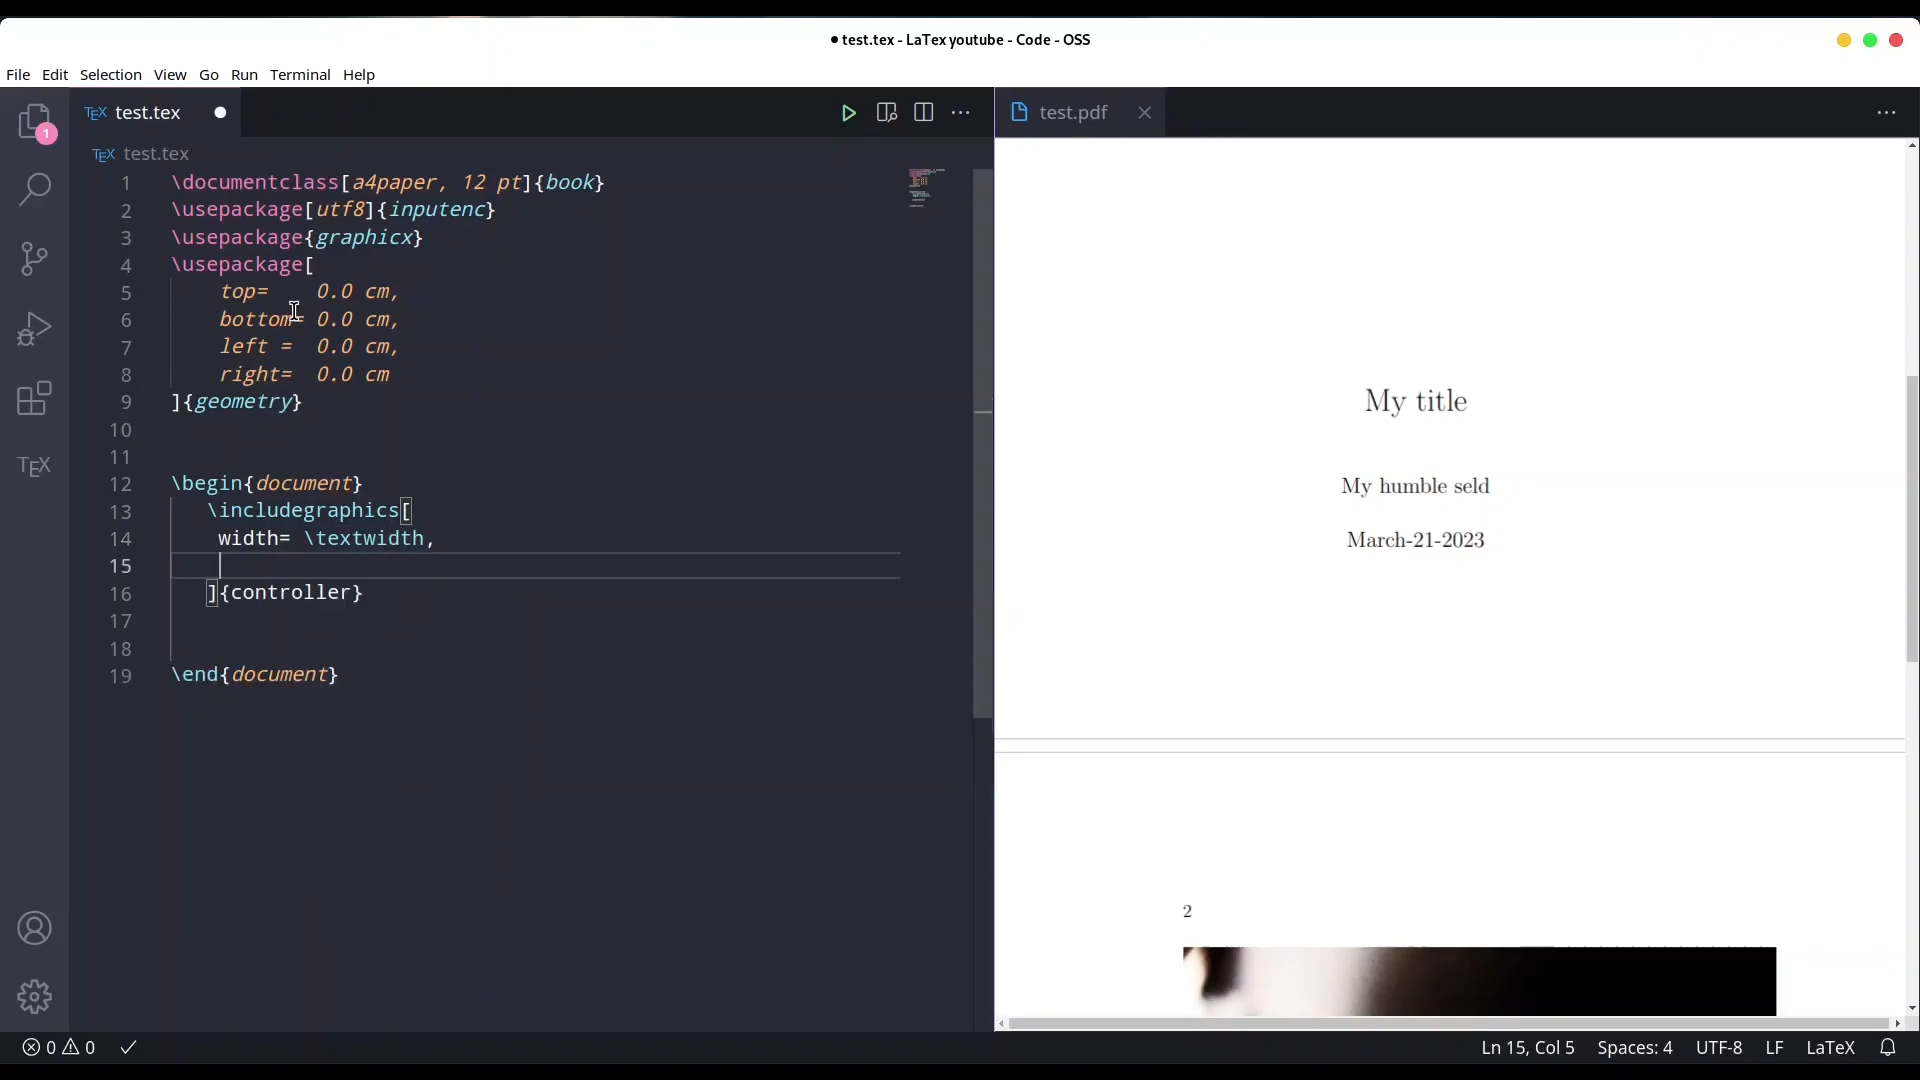 ● test.tex - LaTex youtube - Code - OSS
File Edit Selection View Go Run Terminal Help
1
TEX test.tex
test.pdf
TEX test.tex
1 \documentclass[a4paper, 12 pt]{book}
2 \usepackage[utf8]{inputenc}
3 \usepackage{graphicx}
4 \usepackage[
5 top= 0.0 cm,
6 bottom= 0.0 cm,
7 left = 0.0 cm,
8 right= 0.0 cm
9 ]{geometry}
10
11
12 \begin{document}
13 \includegraphics[
14 width= \textwidth,
15
16 ]{controller}
17
18
19 \end{document}
TEX
My title
My humble seld
March-21-2023
2
0 0
Ln 15, Col 5 Spaces: 4 UTF-8 LF LaTeX